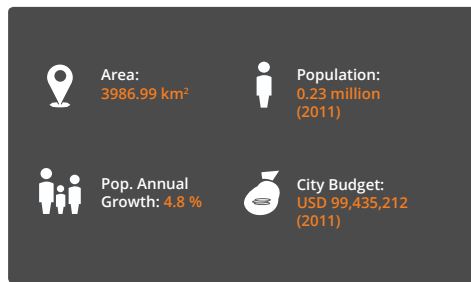 Area:
3986.99 km²
Population:
0.23 million
(2011)
Pop. Annual
Growth: 4.8 %
City Budget:
USD 99,435,212
(2011)